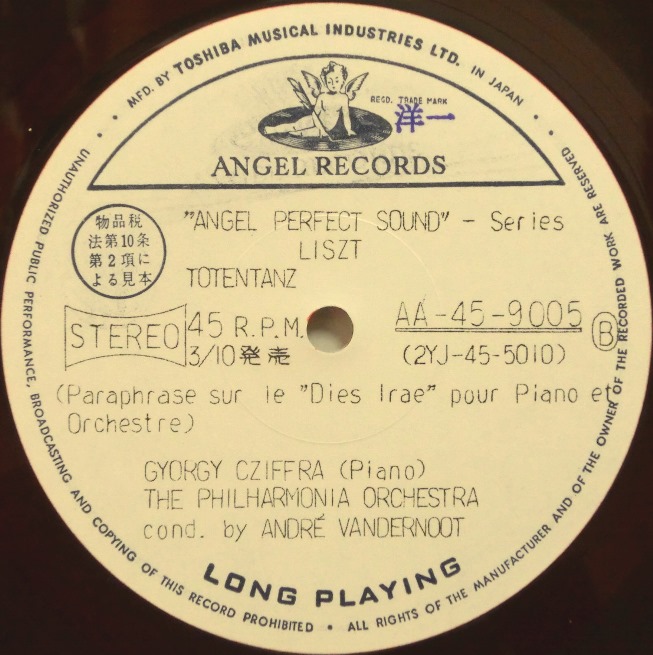 MFD. BY TOSHIBA MUSICAL INDUSTRIES LTD. IN JAPAN
REGD. TRADE MARK
洋一
ANGEL RECORDS
物品税
法第10条
第2項に
よる見本
"ANGEL PERFECT SOUND" - Series
LISZT
TOTENTANZ
STEREO
45 R.P.M.
3/10発売
AA-45-9005
(2YJ-45-5010)
B
(Paraphrase sur le "Dies Irae" pour Piano et
Orchestre)
GYORGY CZIFFRA (Piano)
THE PHILHARMONIA ORCHESTRA
cond. by ANDRÉ VANDERNOOT
LONG PLAYING
UNAUTHORIZED PUBLIC PERFORMANCE, BROADCASTING AND COPYING OF THIS RECORD PROHIBITED • ALL RIGHTS OF THE MANUFACTURER AND OF THE OWNER OF THE RECORDED WORK ARE RESERVED